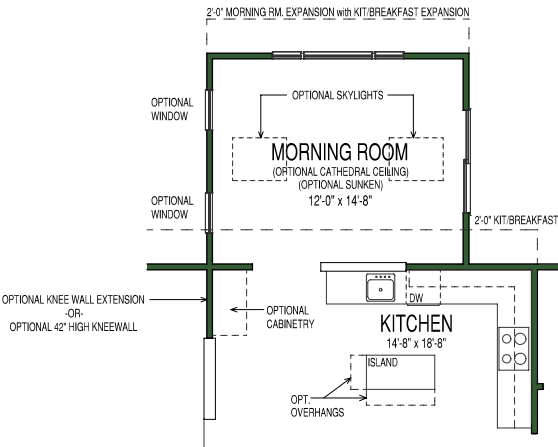 2'-0" MORNING RM. EXPANSION with KIT/BREAKFAST EXPANSION
OPTIONAL
WINDOW
OPTIONAL SKYLIGHTS
MORNING ROOM
(OPTIONAL CATHEDRAL CEILING)
(OPTIONAL SUNKEN)
12'-0" x 14'-8"
OPTIONAL
WINDOW
2'-0" KIT/BREAKFAST
OPTIONAL KNEE WALL EXTENSION
-OR-
OPTIONAL 42" HIGH KNEEWALL
OPTIONAL
CABINETRY
DW
KITCHEN
14'-8" x 18'-8"
ISLAND
OPT.
OVERHANGS